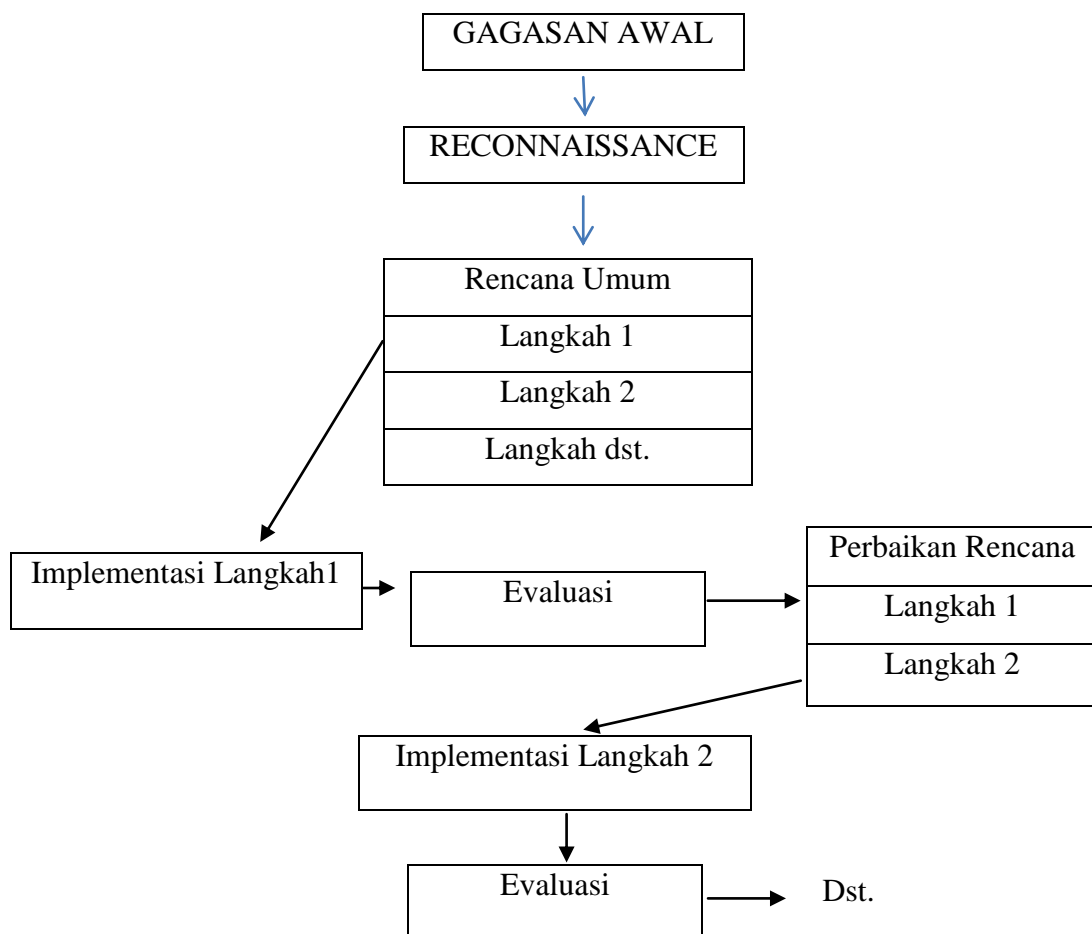 GAGASAN AWAL
RECONNAISSANCE
Rencana Umum
Langkah 1
Langkah 2
Langkah dst.
Implementasi Langkah1
Evaluasi
Perbaikan Rencana
Langkah 1
Langkah 2
Implementasi Langkah 2
Evaluasi
Dst.